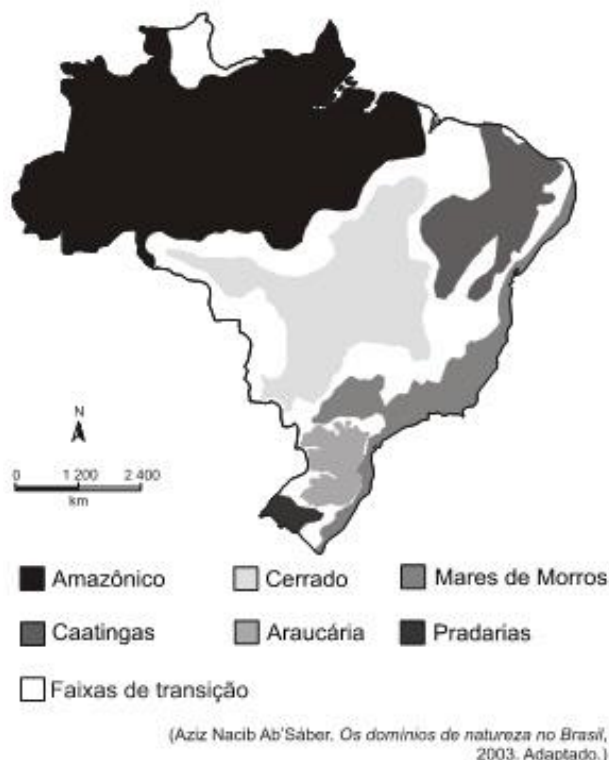 N
0 1 200 2 400
km
Amazônico Cerrado Mares de Morros
Caatingas Araucária Pradarias
Faixas de transição
(Aziz Nacib Ab'Sáber. Os domínios de natureza no Brasil,
2003. Adaptado.)